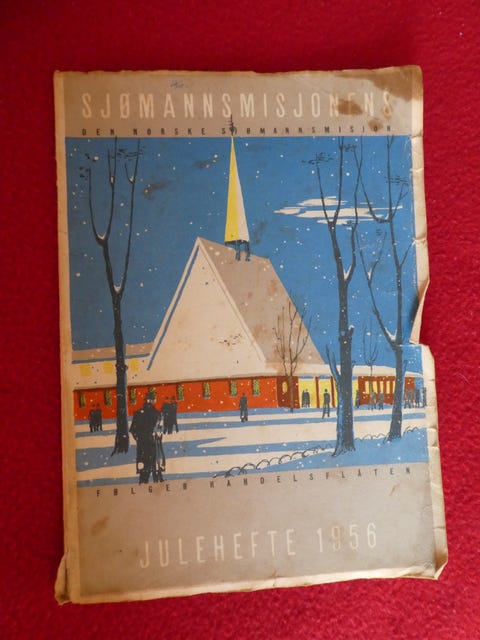 SJØMANNSMISJONENS
DEN NORSKE SJØMANNSMISJON
FØLGER HANDELSFLÅTEN
JULEHEFTE 1956